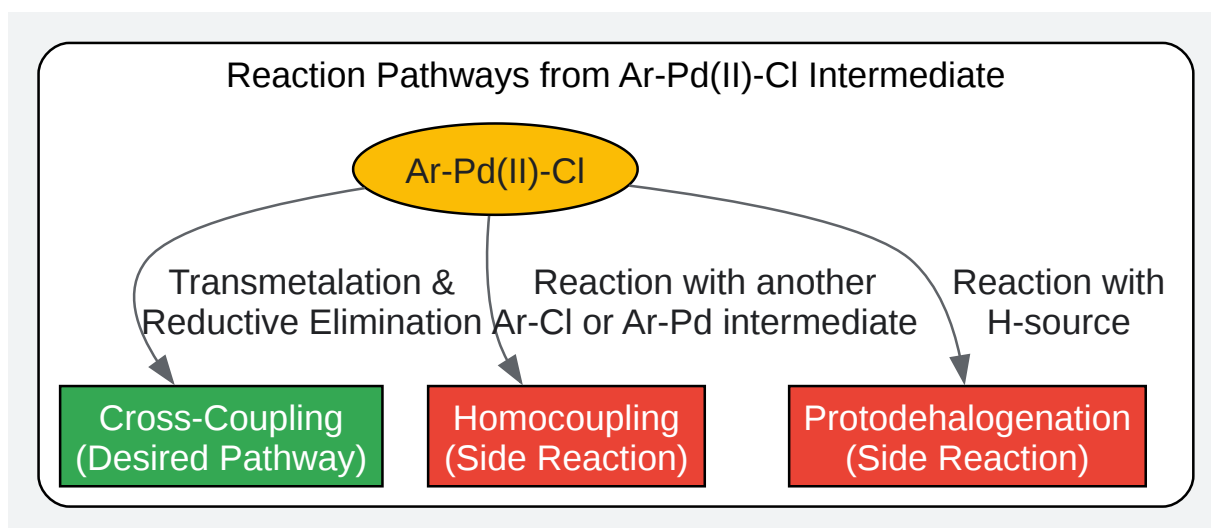 Reaction Pathways from Ar-Pd(II)-Cl Intermediate
Ar-Pd(II)-Cl
Transmetalation &
Reductive Elimination
Reaction with another
Ar-Cl or Ar-Pd intermediate
Reaction with
H-source
Cross-Coupling
(Desired Pathway)
Homocoupling
(Side Reaction)
Protodehalogenation
(Side Reaction)